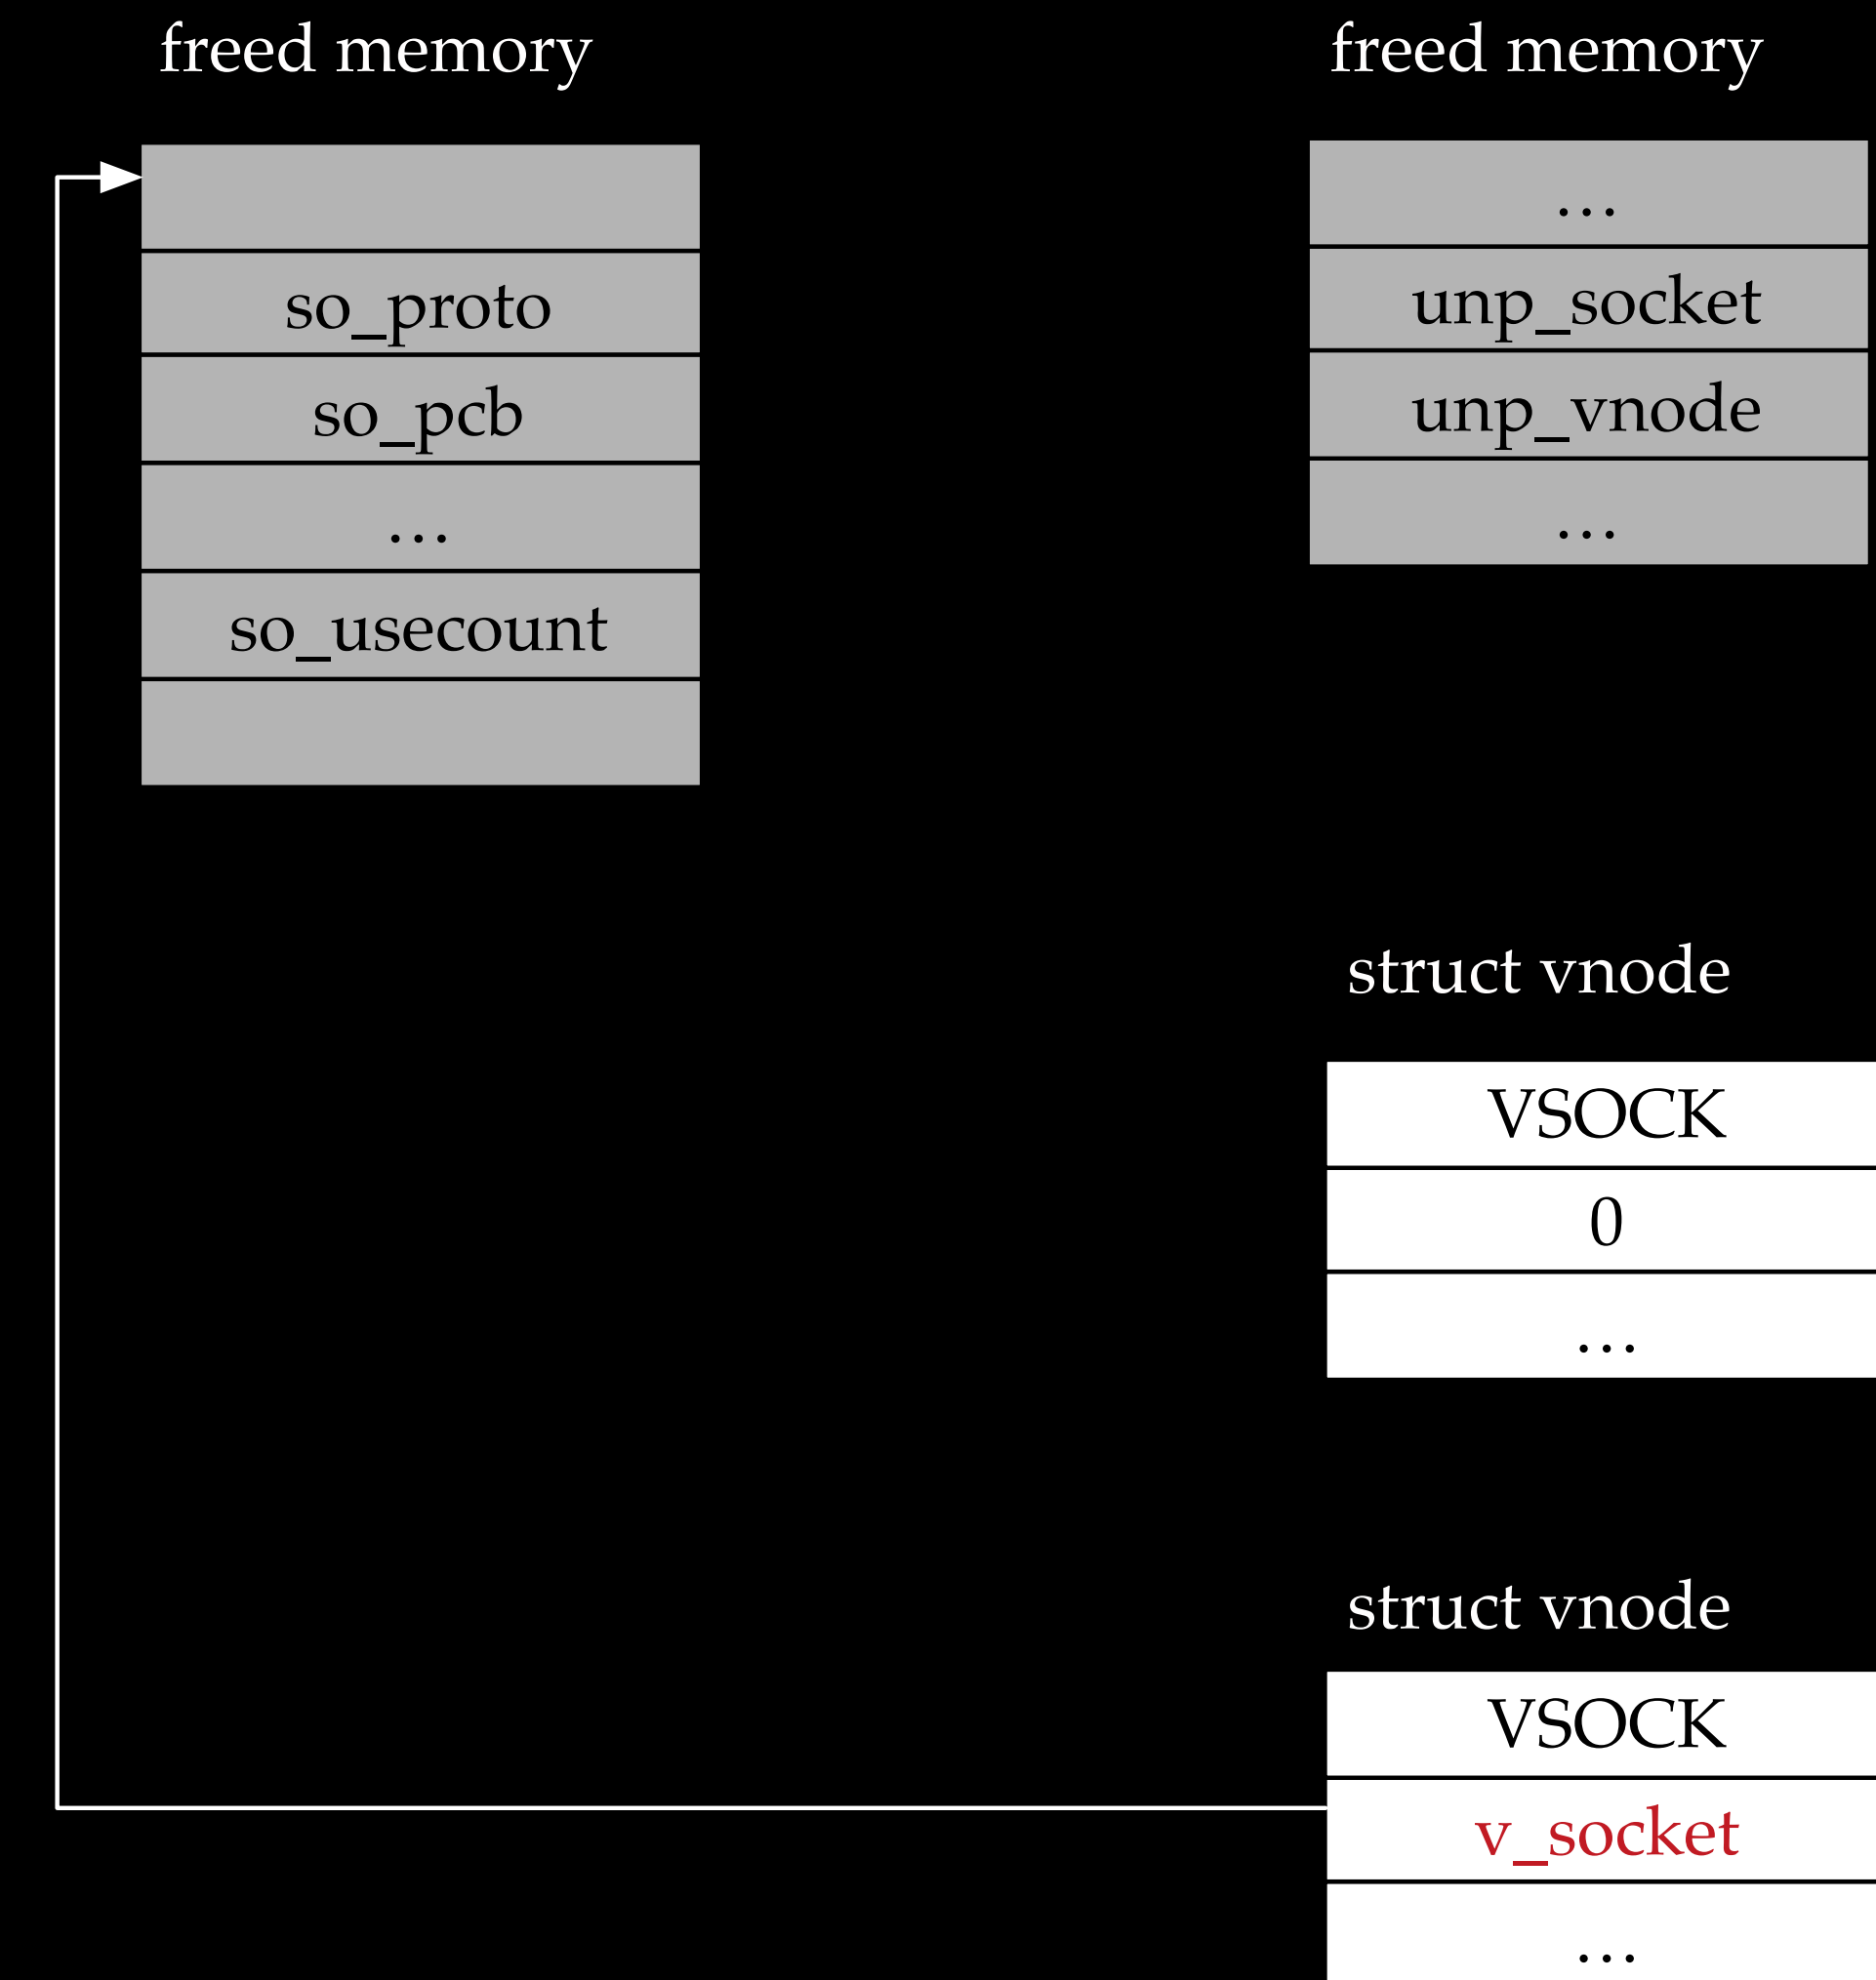 freed memory
so_proto
so_pcb
...
so_usecount
freed memory
...
unp_socket
unp_vnode
...
struct vnode
VSOCK
0
...
struct vnode
VSOCK
v_socket
...